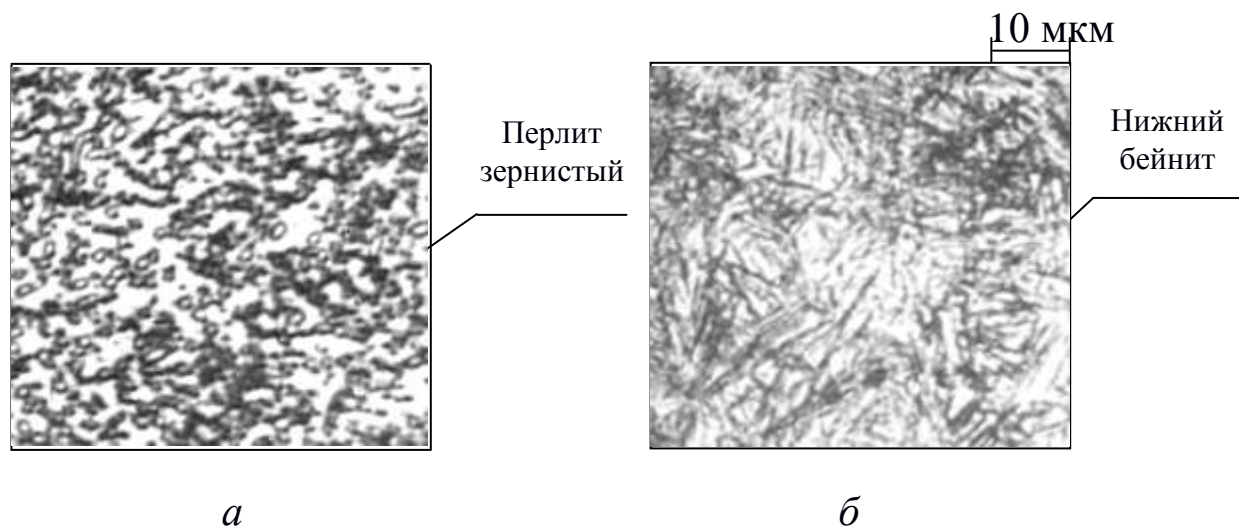 10 мкм
Перлит
зернистый
Нижний
бейнит
а
б